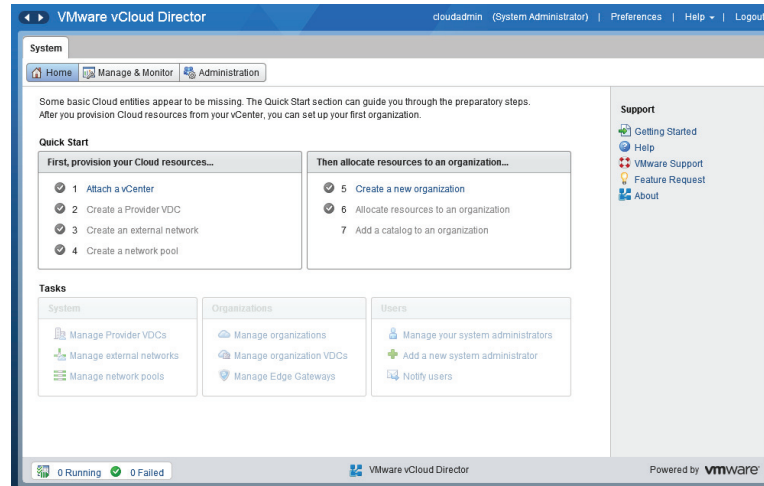 VMware vCloud Director
cloudadmin (System Administrator) | Preferences | Help | Logout
System
Home Manage & Monitor Administration
Some basic Cloud entities appear to be missing. The Quick Start section can guide you through the preparatory steps.
After you provision Cloud resources from your vCenter, you can set up your first organization.
Quick Start
First, provision your Cloud resources...
1 Attach a vCenter
2 Create a Provider VDC
3 Create an external network
4 Create a network pool
Then allocate resources to an organization...
5 Create a new organization
6 Allocate resources to an organization
7 Add a catalog to an organization
Tasks
System
Manage Provider VDCs
Manage external networks
Manage network pools
Organizations
Manage organizations
Manage organization VDCs
Manage Edge Gateways
Users
Manage your system administrators
Add a new system administrator
Notify users
Support
Getting Started
Help
VMware Support
Feature Request
About
0 Running 0 Failed
VMware vCloud Director
Powered by vmware